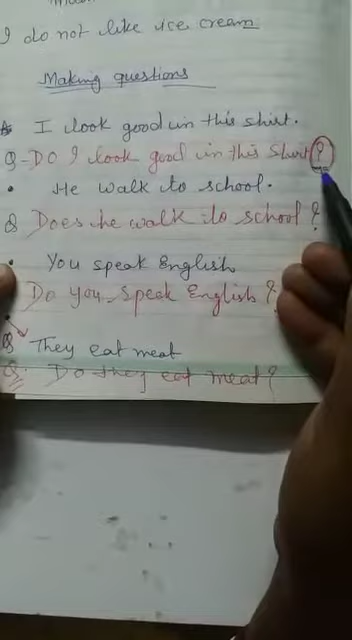 I do not like ice cream
Making questions
A I look good in this shirt.
Q - Do I look good in this shirt?
• He walk to school.
Q Does he walk to school?
• You speak English
Do you speak English?
Q They eat meat
Q. Do they eat meat?